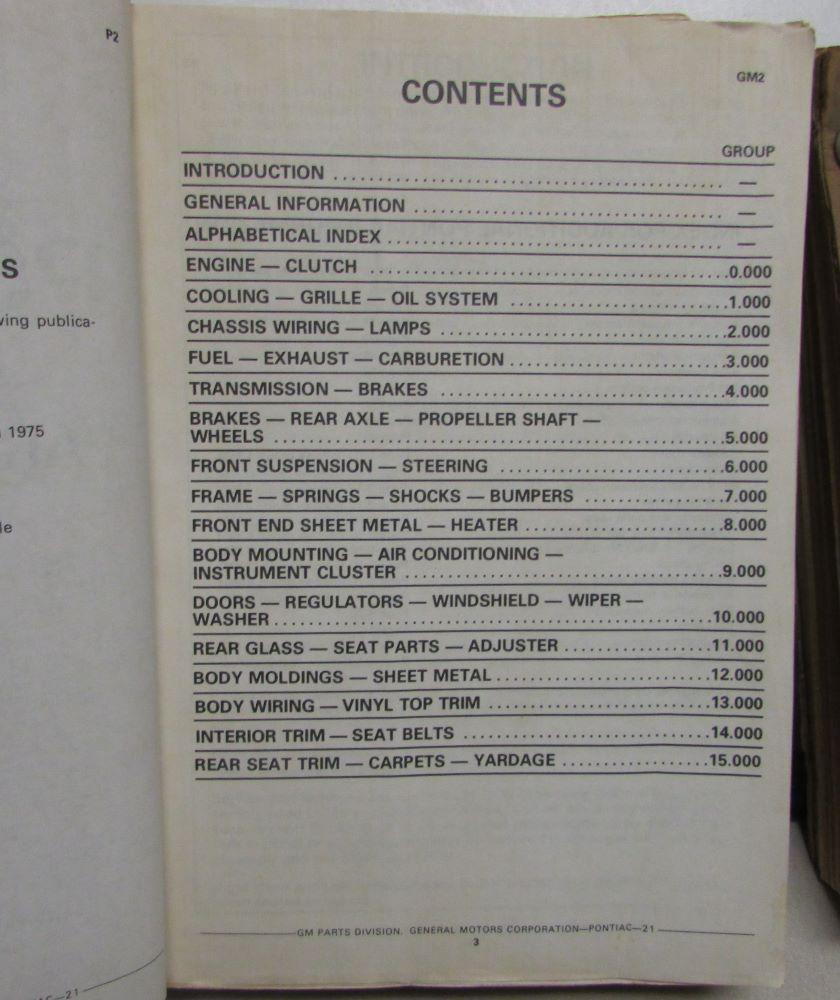 P2
S
ving publica-
1975
le
—21
GM2
CONTENTS
GROUP
INTRODUCTION . . . . . . . . . . . . . . . . . . . . —
GENERAL INFORMATION . . . . . . . . . . . . . . . . . . . . —
ALPHABETICAL INDEX . . . . . . . . . . . . . . . . . . . . —
ENGINE — CLUTCH . . . . . . . . . . . . . . . . . . . . 0.000
COOLING — GRILLE — OIL SYSTEM . . . . . . . . . . . . . . . . . . . . 1.000
CHASSIS WIRING — LAMPS . . . . . . . . . . . . . . . . . . . . 2.000
FUEL — EXHAUST — CARBURETION . . . . . . . . . . . . . . . . . . . . 3.000
TRANSMISSION — BRAKES . . . . . . . . . . . . . . . . . . . . 4.000
BRAKES — REAR AXLE — PROPELLER SHAFT —
WHEELS . . . . . . . . . . . . . . . . . . . . 5.000
FRONT SUSPENSION — STEERING . . . . . . . . . . . . . . . . . . . . 6.000
FRAME — SPRINGS — SHOCKS — BUMPERS . . . . . . . . . . . . . . . . 7.000
FRONT END SHEET METAL — HEATER . . . . . . . . . . . . . . . . . . . . 8.000
BODY MOUNTING — AIR CONDITIONING —
INSTRUMENT CLUSTER . . . . . . . . . . . . . . . . . . . . 9.000
DOORS — REGULATORS — WINDSHIELD — WIPER —
WASHER . . . . . . . . . . . . . . . . . . . . 10.000
REAR GLASS — SEAT PARTS — ADJUSTER . . . . . . . . . . . . . . . . 11.000
BODY MOLDINGS — SHEET METAL . . . . . . . . . . . . . . . . . . . . 12.000
BODY WIRING — VINYL TOP TRIM . . . . . . . . . . . . . . . . . . . . 13.000
INTERIOR TRIM — SEAT BELTS . . . . . . . . . . . . . . . . . . . . 14.000
REAR SEAT TRIM — CARPETS — YARDAGE . . . . . . . . . . . . . . . . 15.000
GM PARTS DIVISION. GENERAL MOTORS CORPORATION—PONTIAC—21
3